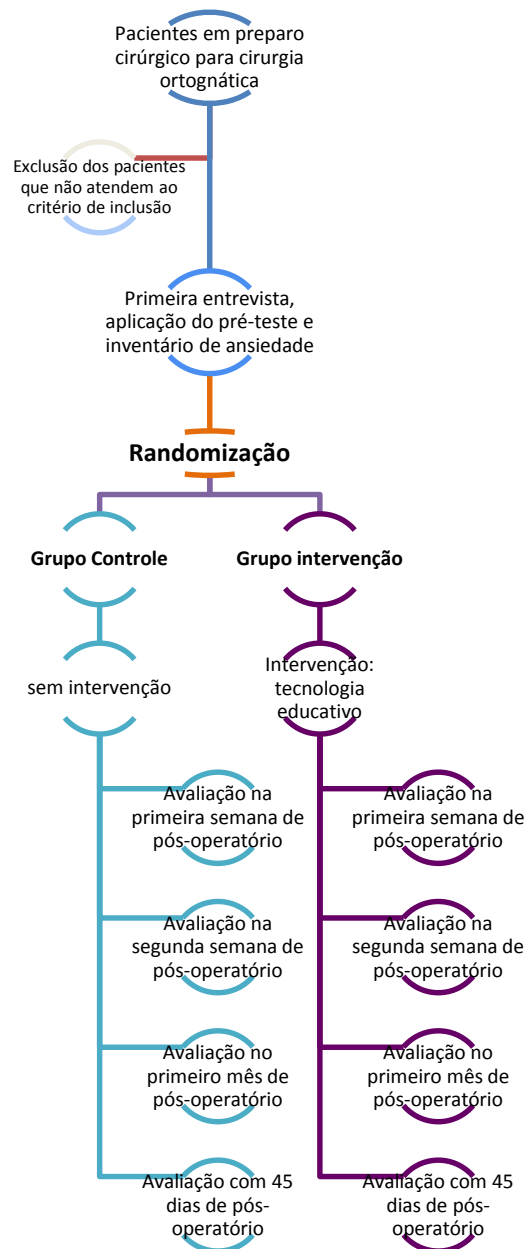 Pacientes em preparo
cirúrgico para cirurgia
ortognática
Exclusão dos pacientes
que não atendem ao
critério de inclusão
Primeira entrevista,
aplicação do pré-teste e
inventário de ansiedade
Randomização
Grupo Controle
sem intervenção
Avaliação na
primeira semana de
pós-operatório
Avaliação na
segunda semana de
pós-operatório
Avaliação no
primeiro mês de
pós-operatório
Avaliação com 45
dias de pós-
operatório
Grupo intervenção
Intervenção:
tecnologia
educativo
Avaliação na
primeira semana de
pós-operatório
Avaliação na
segunda semana de
pós-operatório
Avaliação no
primeiro mês de
pós-operatório
Avaliação com 45
dias de pós-
operatório